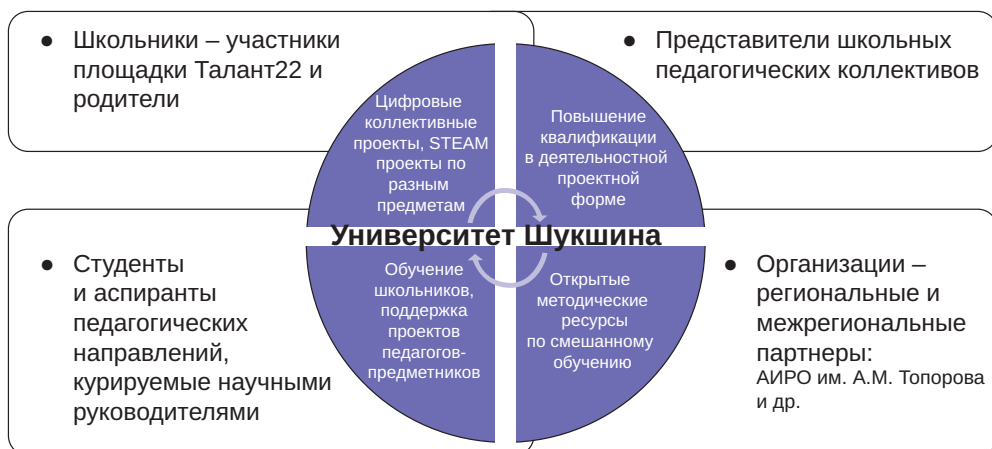 ● Школьники – участники
площадки Талант22 и
родители
● Представители школьных
педагогических коллективов
Цифровые
коллективные
проекты, STEAM
проекты по
разным
предметам
Повышение
квалификации
в деятельностной
проектной
форме
Университет Шукшина
● Студенты
и аспиранты
педагогических
направлений,
курируемые научными
руководителями
Обучение
школьников,
поддержка
проектов
педагогов-
предметников
Открытые
методические
ресурсы
по смешанному
обучению
● Организации –
региональные и
межрегиональные
партнеры:
АИРО им. А.М. Топорова
и др.